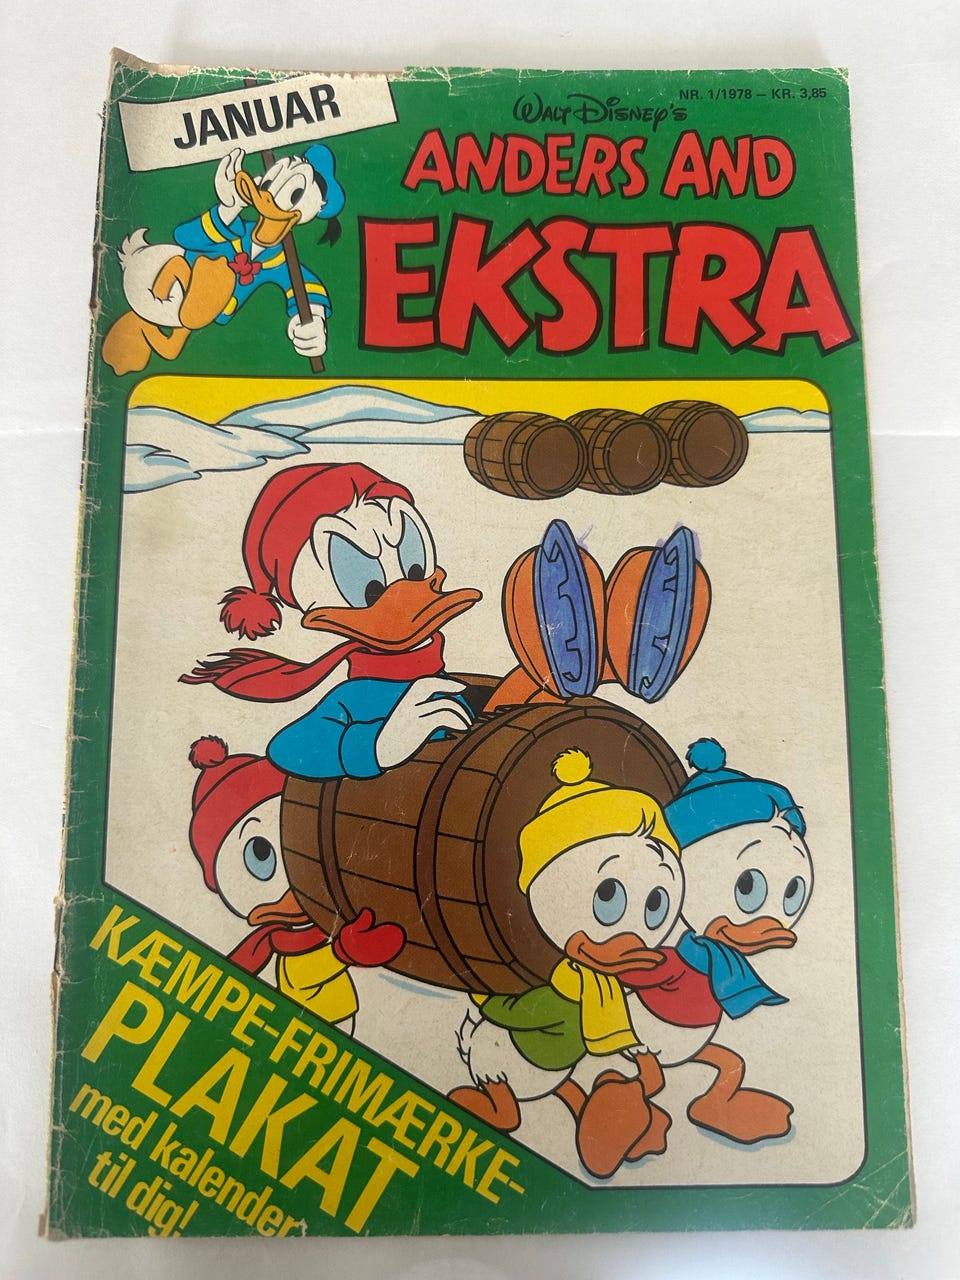 JANUAR
NR. 1/1978 – KR. 3,85
WALT DISNEY'S
ANDERS AND
EKSTRA
KÆMPE-FRIMÆRKE-
PLAKAT
med kalender
til dig!